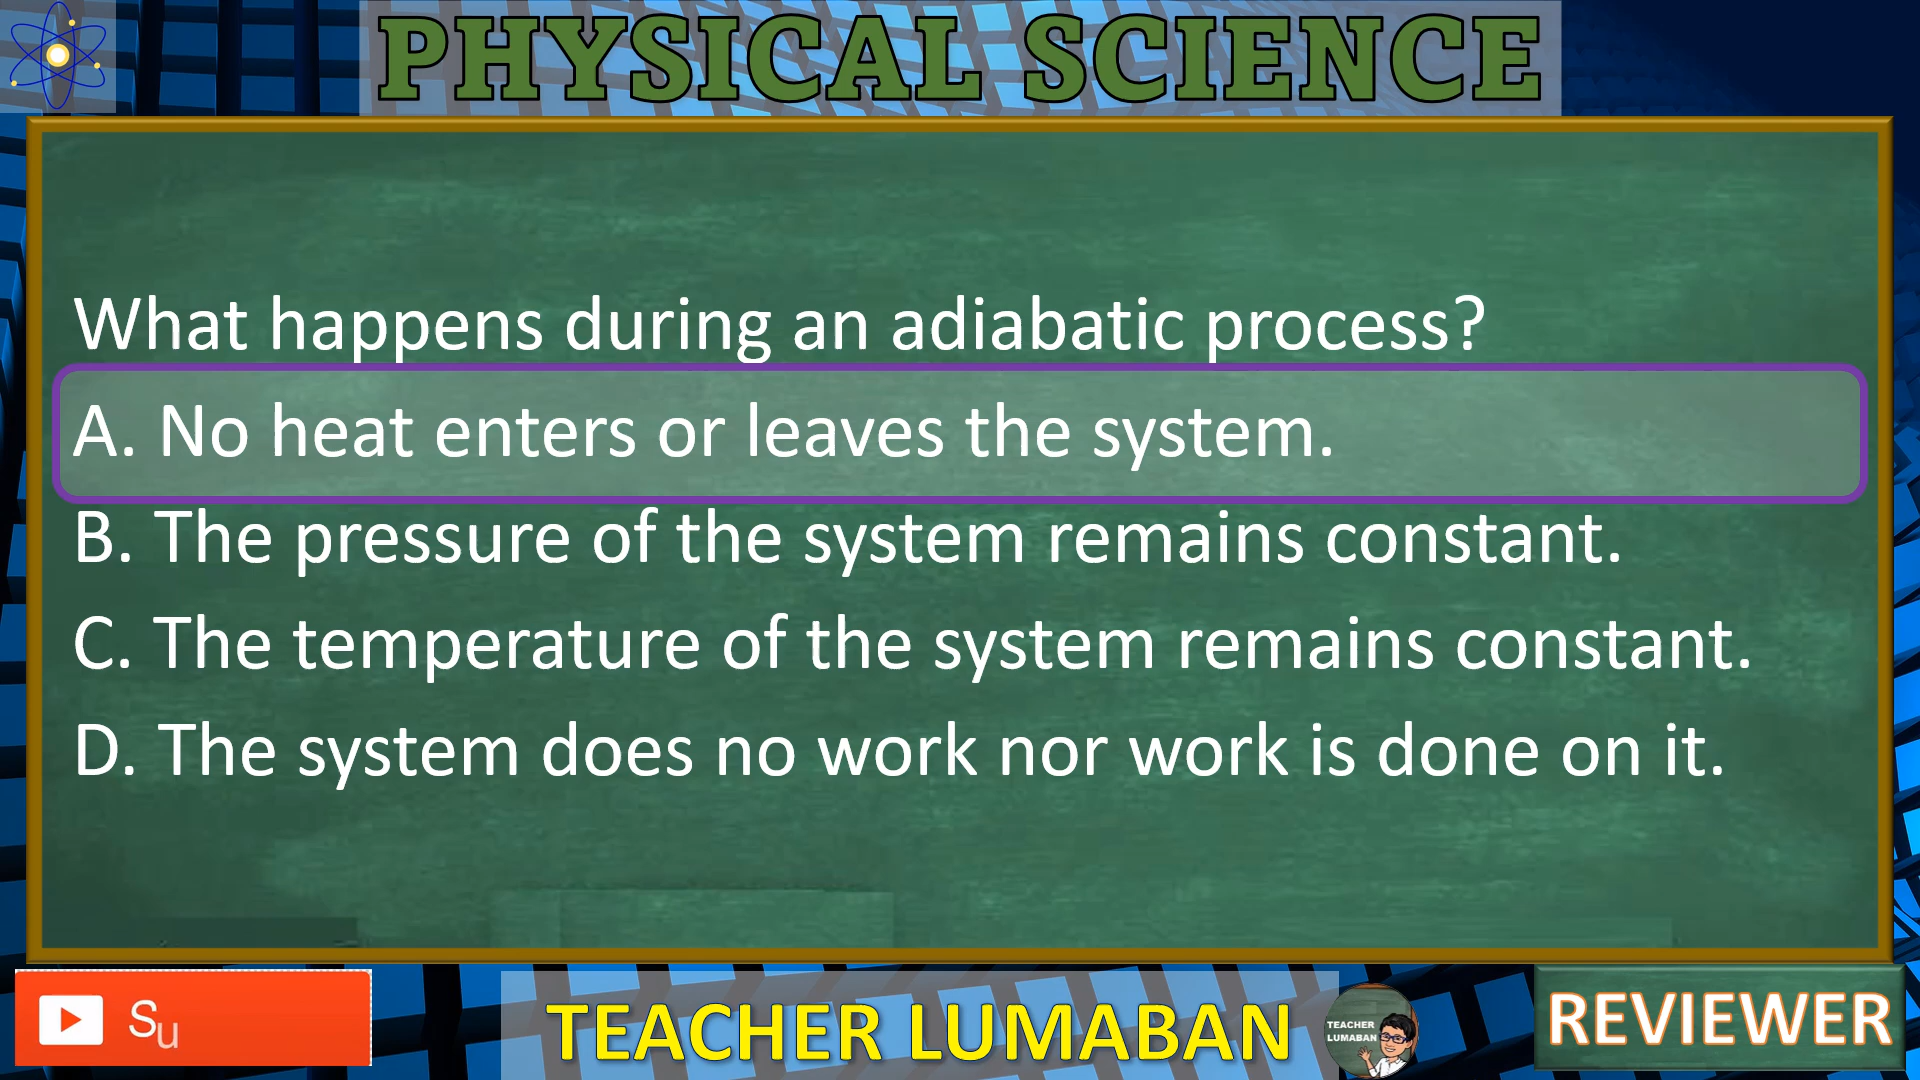 PHYSICAL SCIENCE
What happens during an adiabatic process?
A. No heat enters or leaves the system.
B. The pressure of the system remains constant.
C. The temperature of the system remains constant.
D. The system does no work nor work is done on it.
Su
TEACHER LUMABAN
TEACHER
LUMABAN
REVIEWER